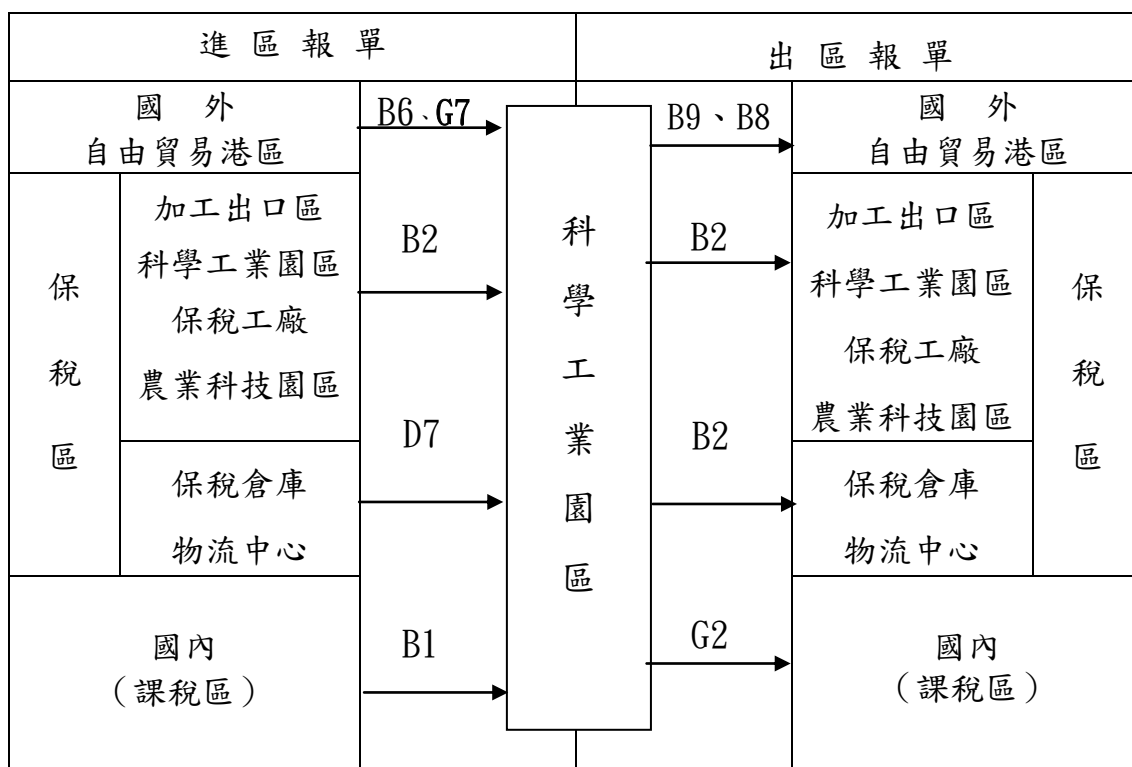 進區報單
出區報單
國 外
自由貿易港區
B6、G7
B9、B8
國 外
自由貿易港區
保稅區
加工出口區
科學工業園區
保稅工廠
農業科技園區
B2
科學工業園區
B2
加工出口區
科學工業園區
保稅工廠
農業科技園區
保稅區
保稅倉庫
物流中心
D7
B2
保稅倉庫
物流中心
國內
（課稅區）
B1
G2
國內
（課稅區）